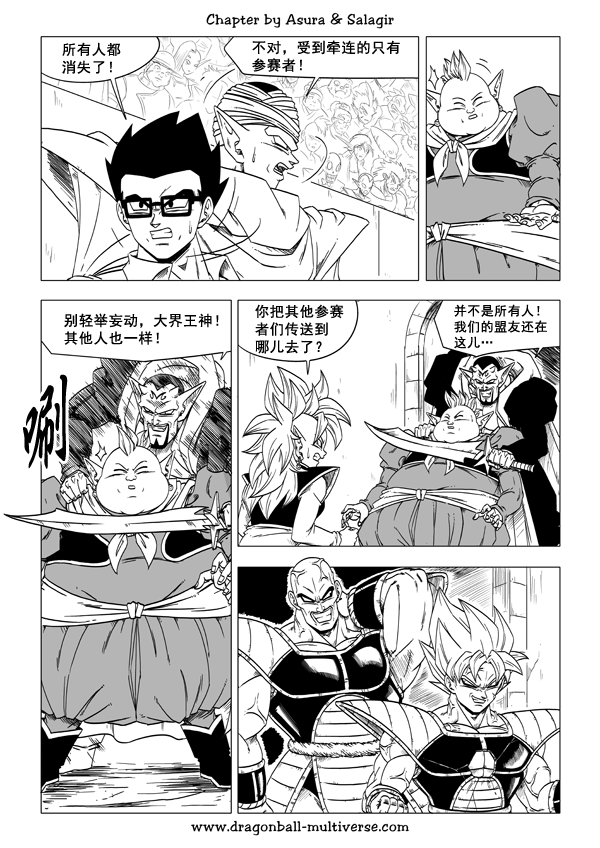 Chapter by Asura & Salagir
所有人都
消失了！
不对，受到牵连的只有
参赛者！
别轻举妄动，大界王神！
其他人也一样！
唰
你把其他参赛
者们传送到
哪儿去了？
并不是所有人！
我们的盟友还在
这儿…
www.dragonball-multiverse.com